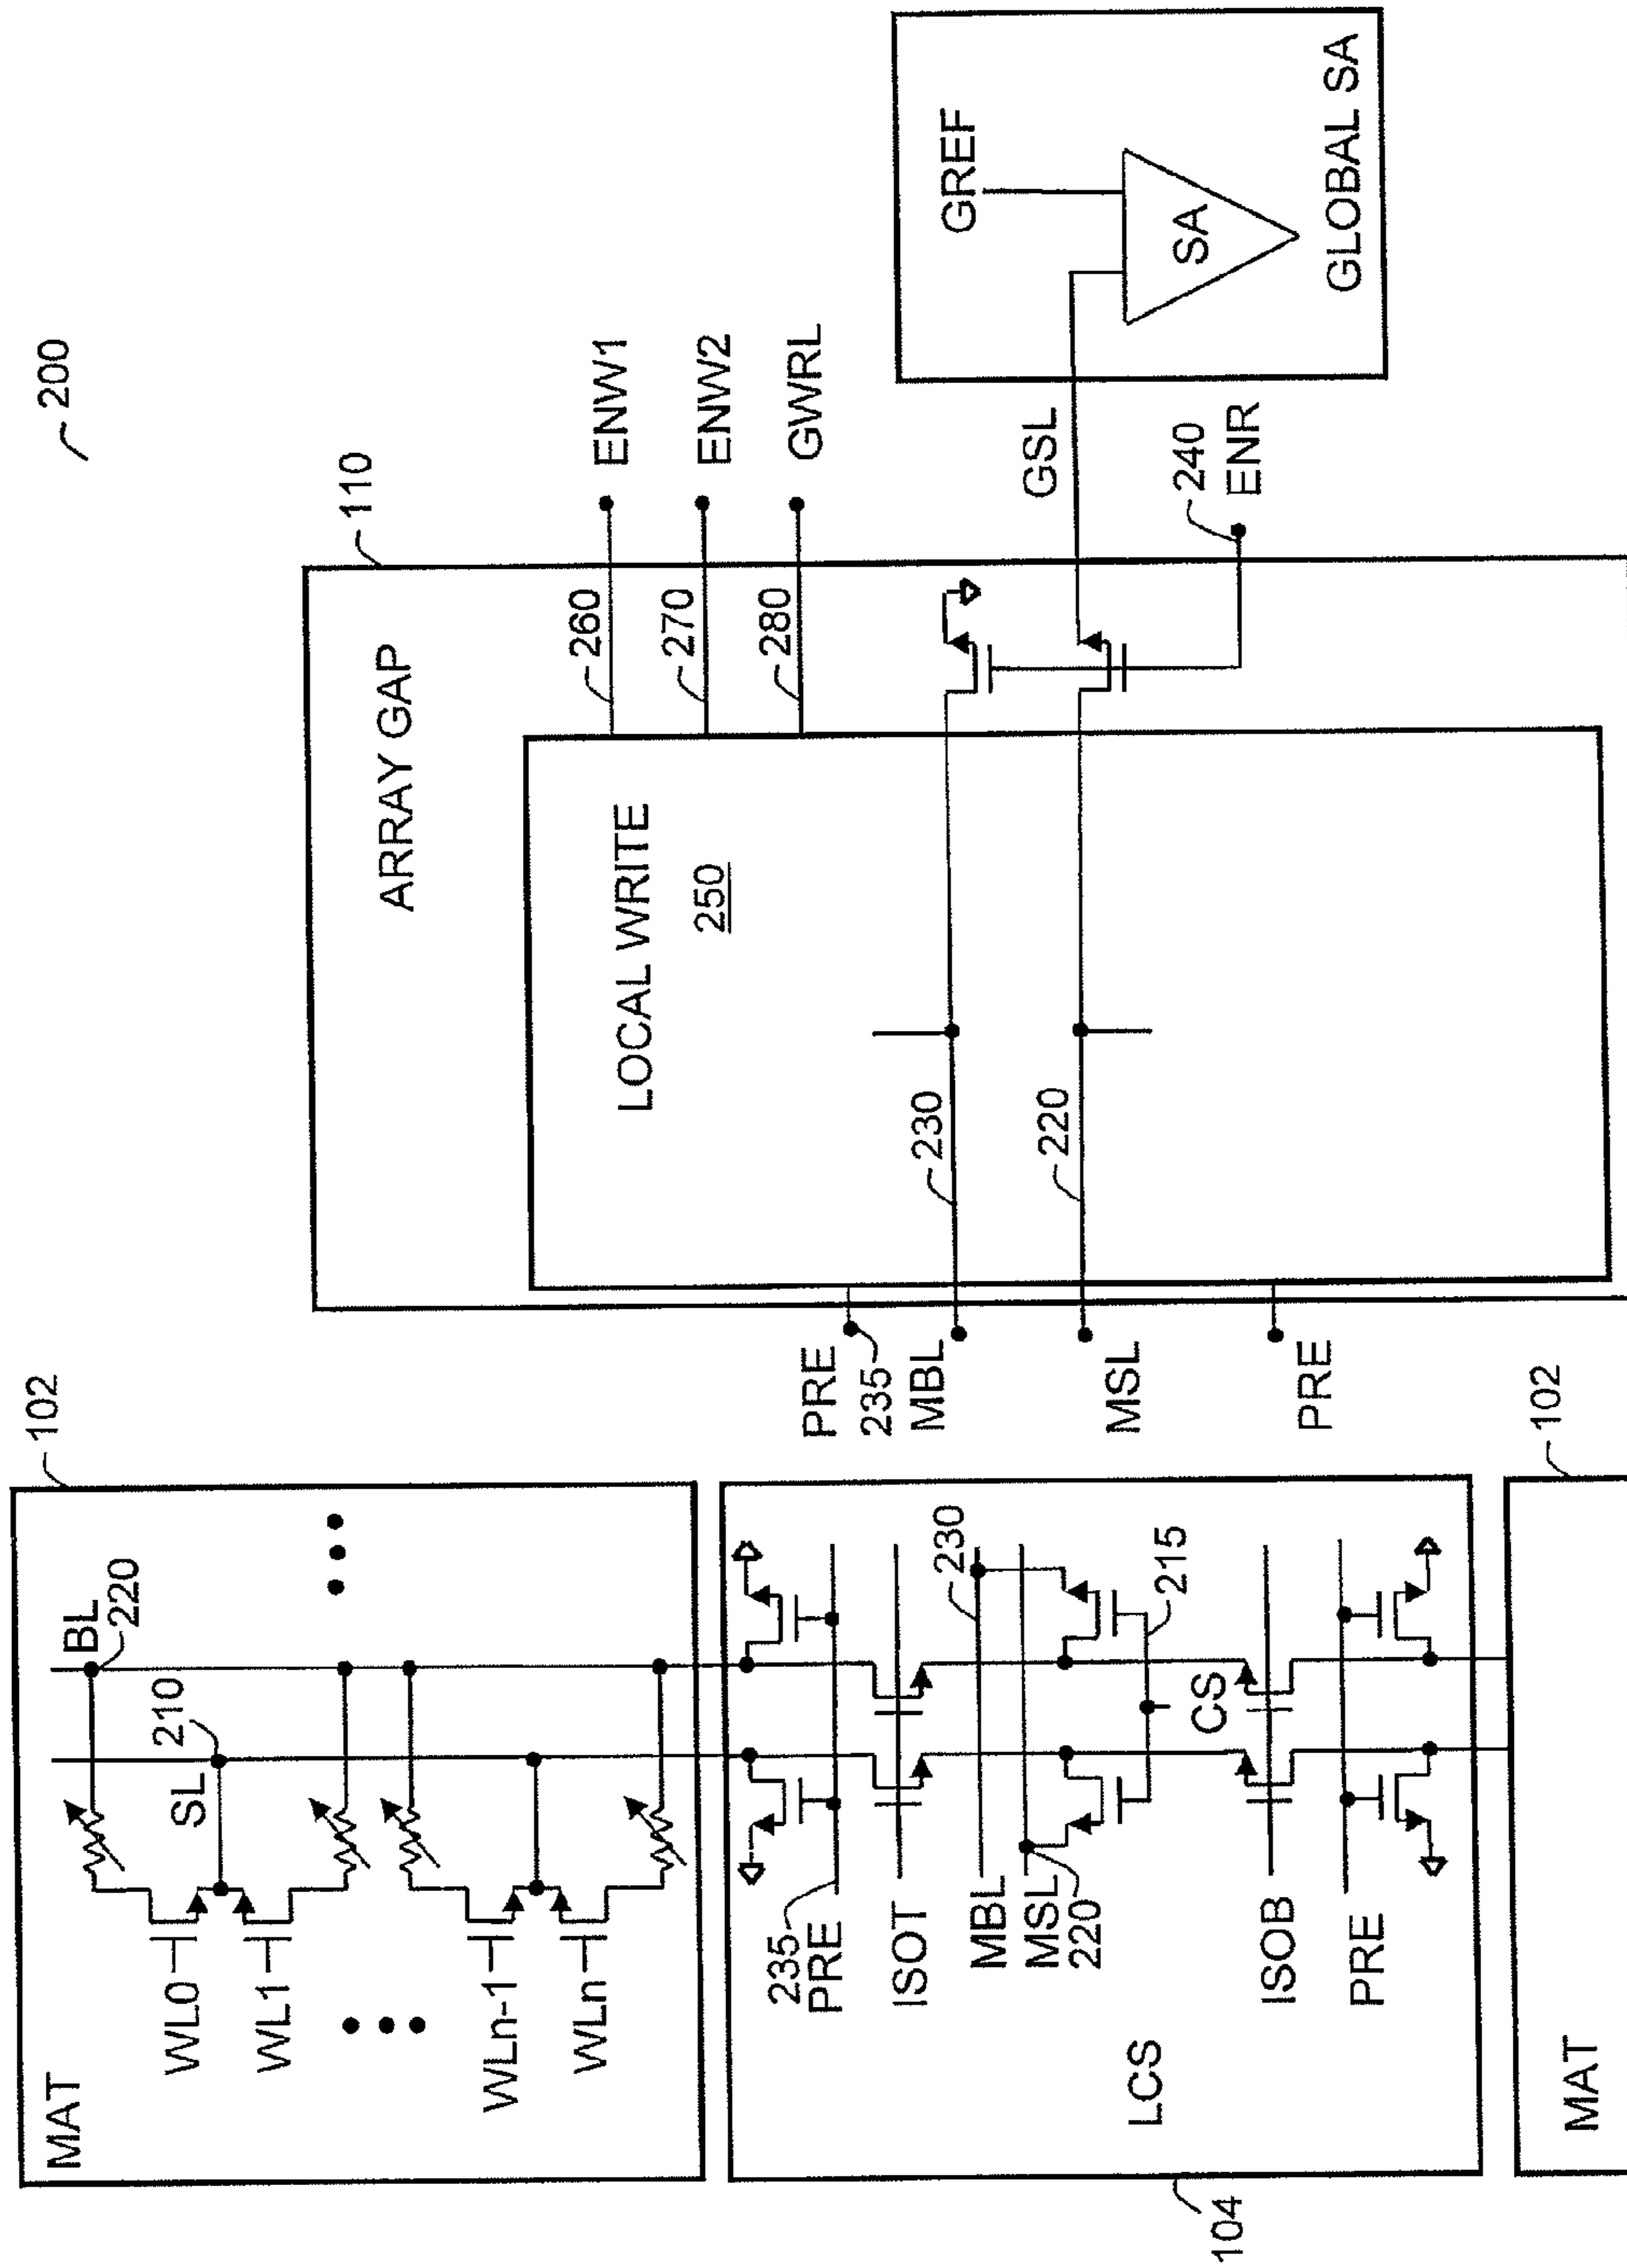 200
102
MAT
BL
220
SL
210
WL0
WL1
WLn-1
WLn
104
LCS
235
PRE
ISOT
230
MBL
MSL
220
215
CS
ISOB
PRE
MAT
102
110
ARRAY GAP
LOCAL WRITE
250
260
ENW1
270
ENW2
280
GWRL
PRE
235
MBL
230
MSL
220
PRE
GSL
240
ENR
GREF
SA
GLOBAL SA